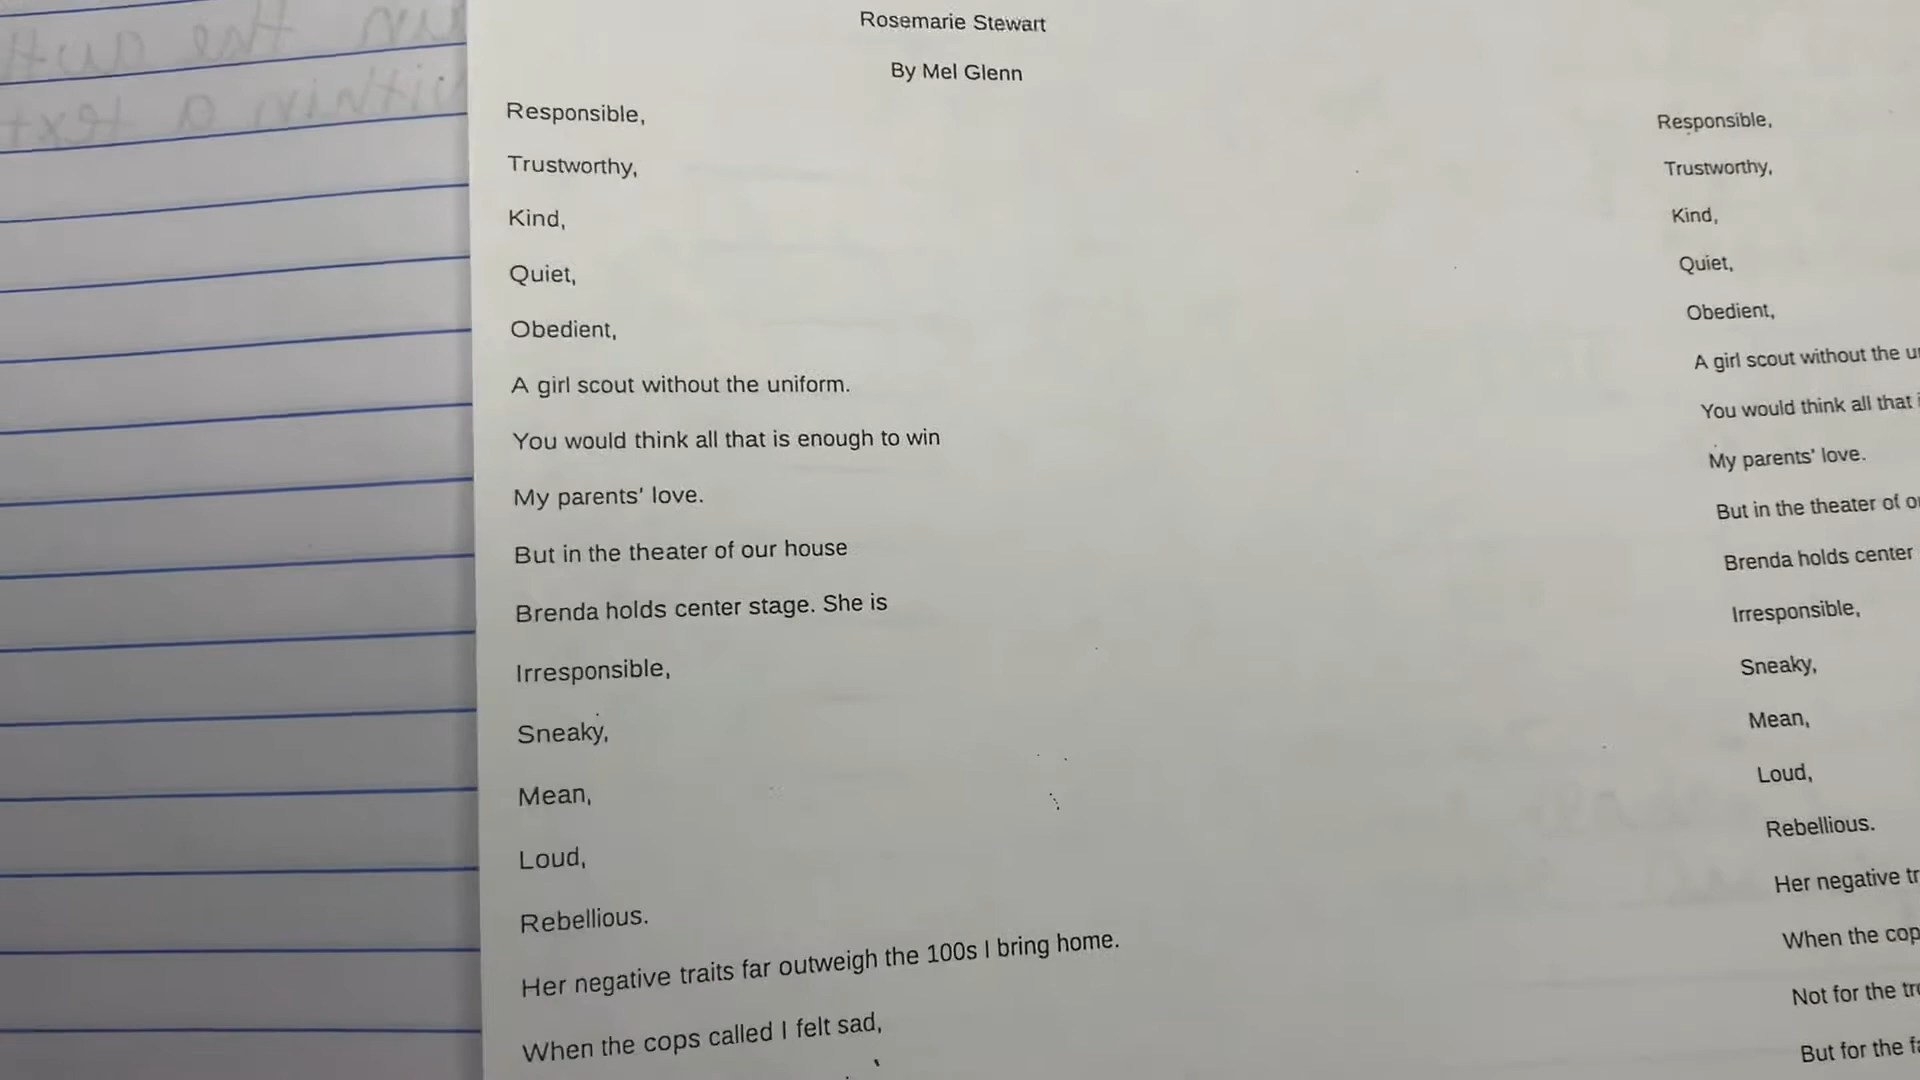 Rosemarie Stewart
By Mel Glenn
Responsible,
Trustworthy,
Kind,
Quiet,
Obedient,
A girl scout without the uniform.
You would think all that is enough to win
My parents' love.
But in the theater of our house
Brenda holds center stage. She is
Irresponsible,
Sneaky,
Mean,
Loud,
Rebellious.
Her negative traits far outweigh the 100s I bring home.
When the cops called I felt sad,
Responsible,
Trustworthy,
Kind,
Quiet,
Obedient,
A girl scout without the
You would think all that
My parents' love.
But in the theater of
Brenda holds center
Irresponsible,
Sneaky,
Mean,
Loud,
Rebellious.
Her negative
When the
Not for the
But for the
the
within a text